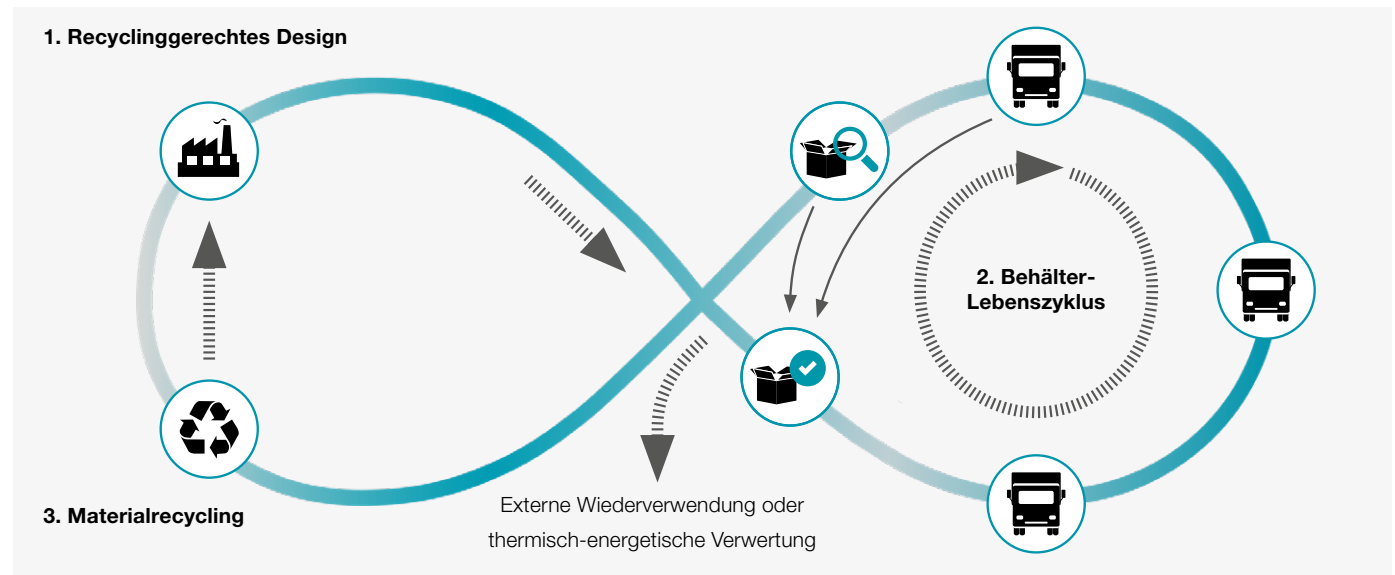 1. Recyclinggerechtes Design
2. Behälter-
Lebenszyklus
3. Materialrecycling
Externe Wiederverwendung oder
thermisch-energetische Verwertung